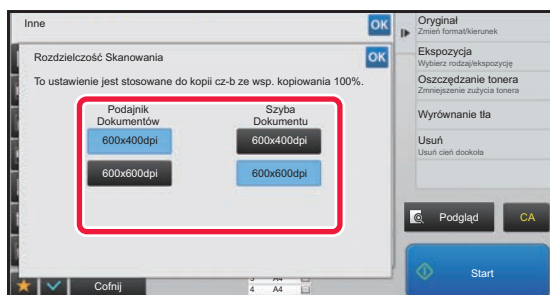 Inne
OK
Rozdzielczość Skanowania
OK
To ustawienie jest stosowane do kopii cz-b ze wsp. kopiowania 100%.
Podajnik
Dokumentów
Szyba
Dokumentu
600x400dpi
600x400dpi
600x600dpi
600x600dpi
Cofnij
3 A4
4 A4
Oryginał
Zmień format/kierunek
Ekspozycja
Wybierz rodzaj/ekspozycję
Oszczędzanie tonera
Zmniejszenie zużycia tonera
Wyrównanie tła
Usuń
Usuń cień dookoła
Podgląd
CA
Start